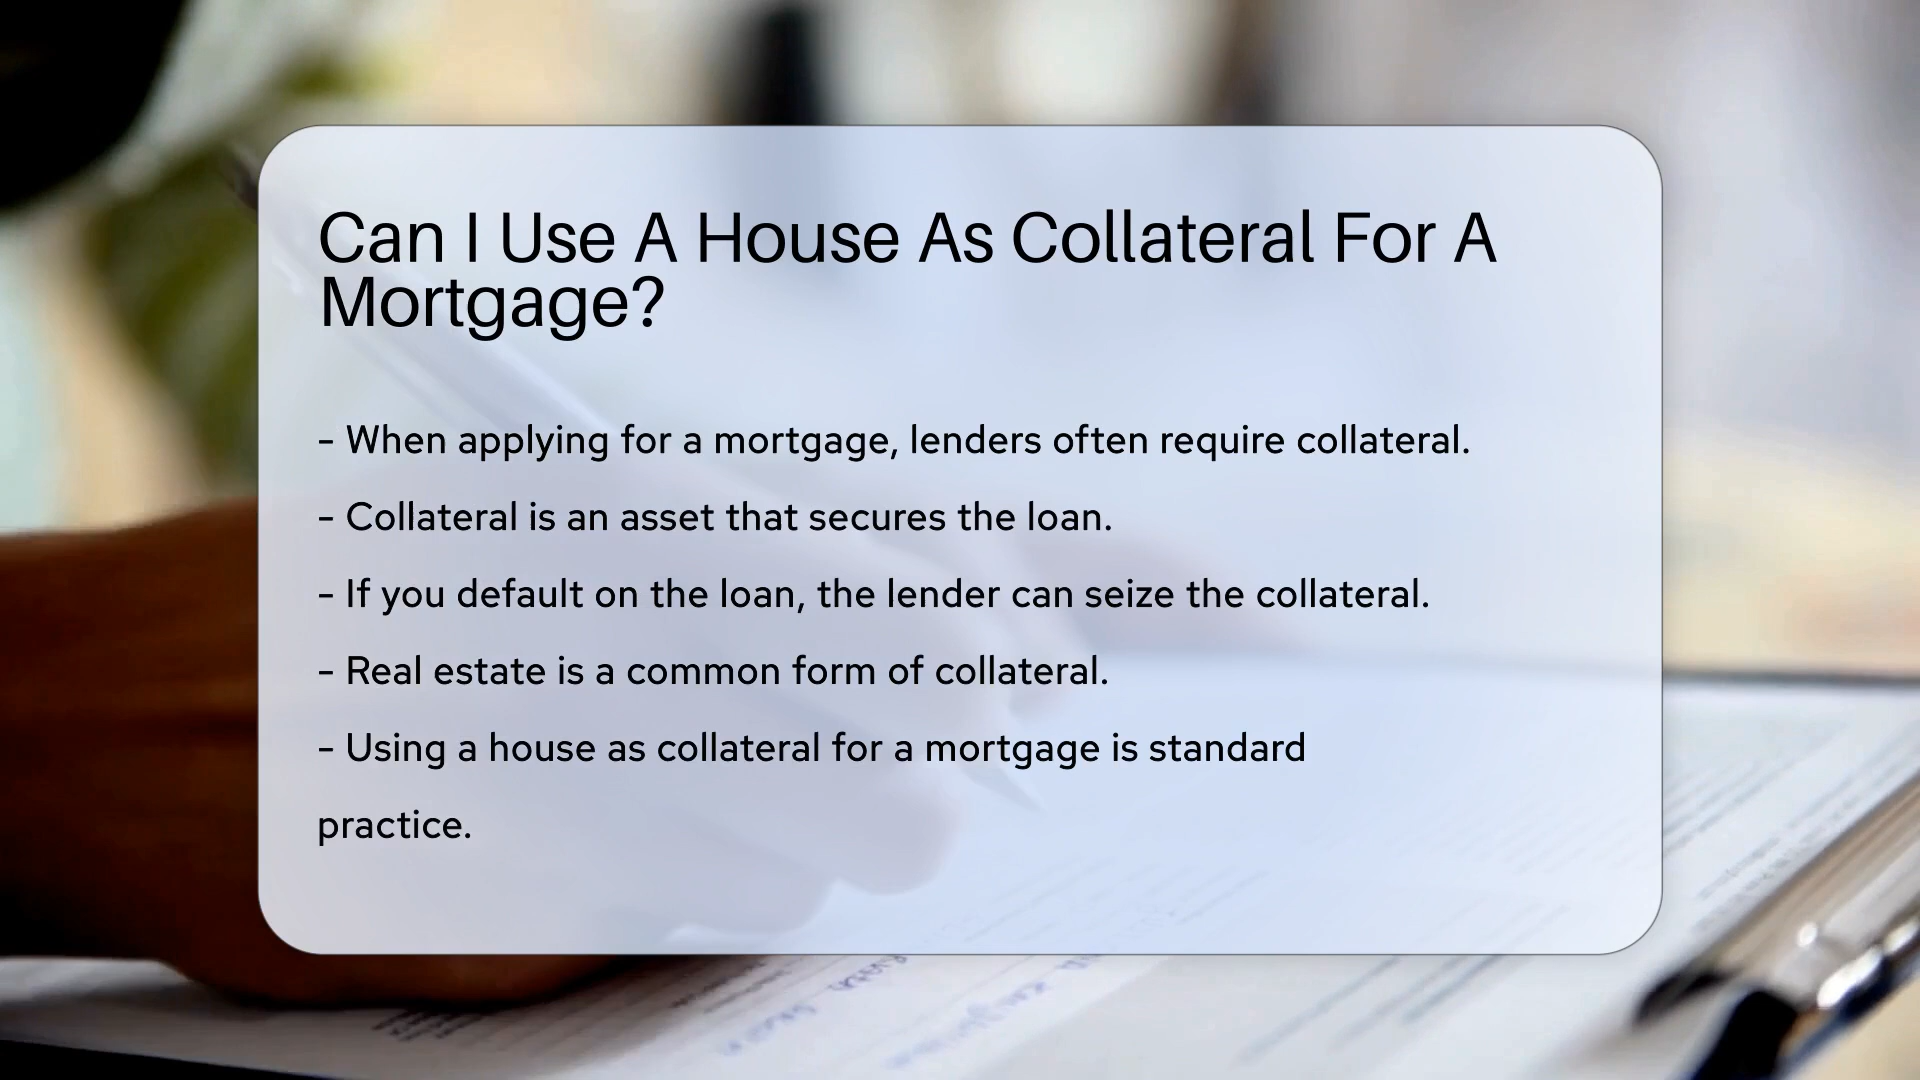 Can I Use A House As Collateral For A
Mortgage?
- When applying for a mortgage, lenders often require collateral.
- Collateral is an asset that secures the loan.
- If you default on the loan, the lender can seize the collateral.
- Real estate is a common form of collateral.
- Using a house as collateral for a mortgage is standard
practice.